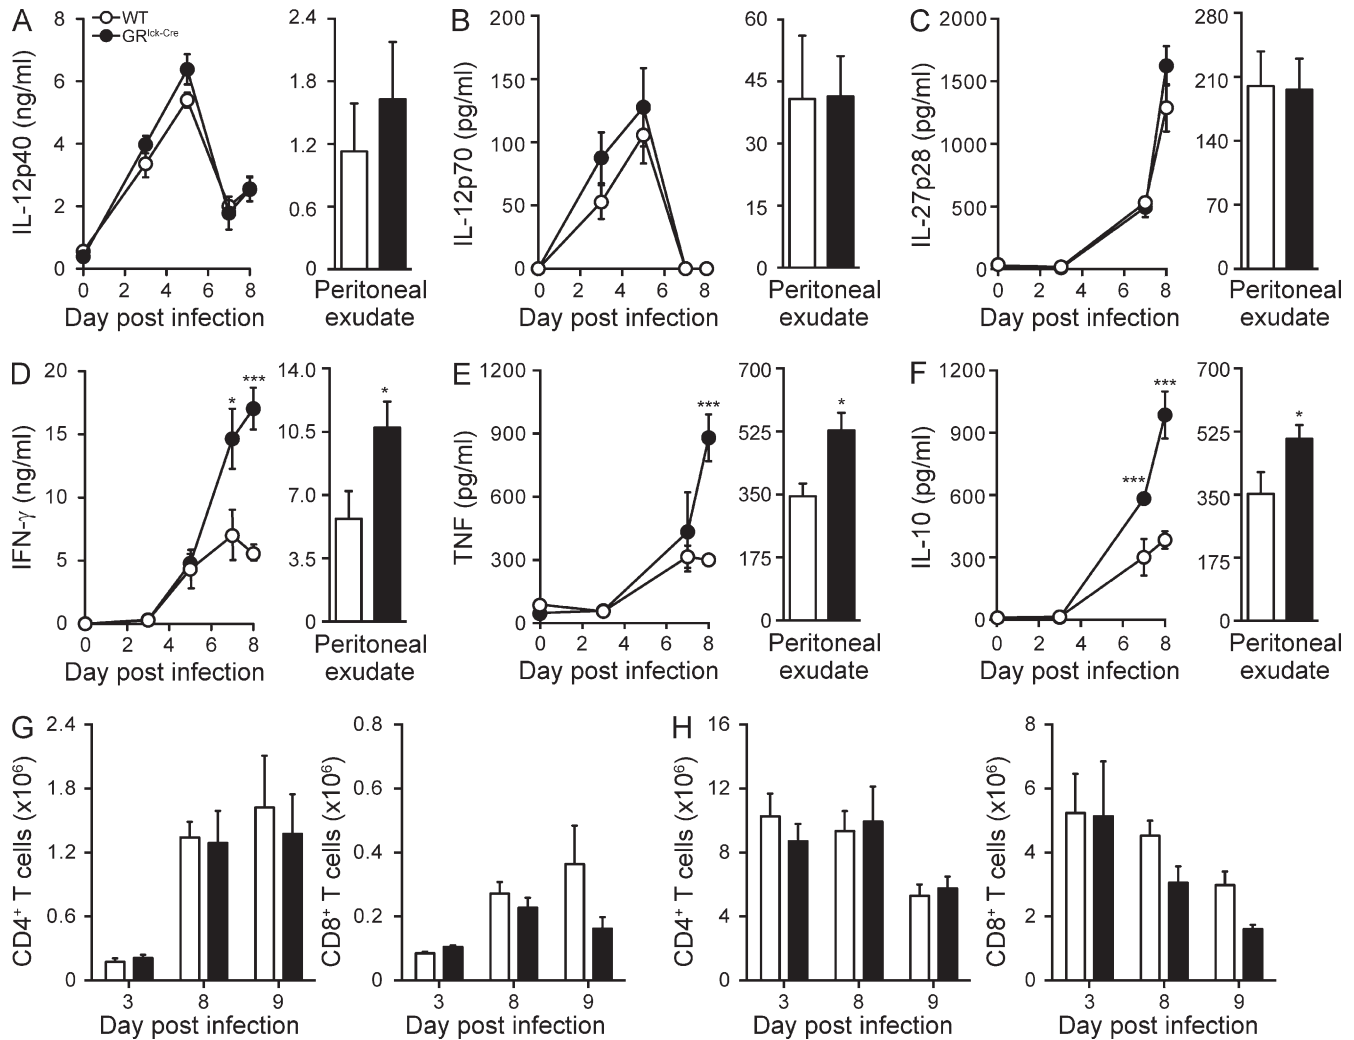 A
WT
GRlck-Cre
IL-12p40 (ng/ml)
8
6
4
2
0
0 2 4 6 8
Day post infection
2.4
1.8
1.2
0.6
0
Peritoneal
exudate
B
IL-12p70 (pg/ml)
200
150
100
50
0
0 2 4 6 8
Day post infection
60
45
30
15
0
Peritoneal
exudate
C
IL-27p28 (pg/ml)
2000
1500
1000
500
0
0 2 4 6 8
Day post infection
280
210
140
70
0
Peritoneal
exudate
D
IFN-γ (ng/ml)
20
15
10
5
0
* ***
0 2 4 6 8
Day post infection
14.0
10.5
7.0
3.5
0
*
Peritoneal
exudate
E
TNF (pg/ml)
1200
900
600
300
0
***
0 2 4 6 8
Day post infection
700
525
350
175
0
*
Peritoneal
exudate
F
IL-10 (pg/ml)
1200
900
600
300
0
*** ***
0 2 4 6 8
Day post infection
700
525
350
175
0
*
Peritoneal
exudate
G
CD4+ T cells (x10⁶)
2.4
1.8
1.2
0.6
0
3 8 9
Day post infection
CD8+ T cells (x10⁶)
0.8
0.6
0.4
0.2
0
3 8 9
Day post infection
H
CD4+ T cells (x10⁶)
16
12
8
4
0
3 8 9
Day post infection
CD8+ T cells (x10⁶)
8
6
4
2
0
3 8 9
Day post infection